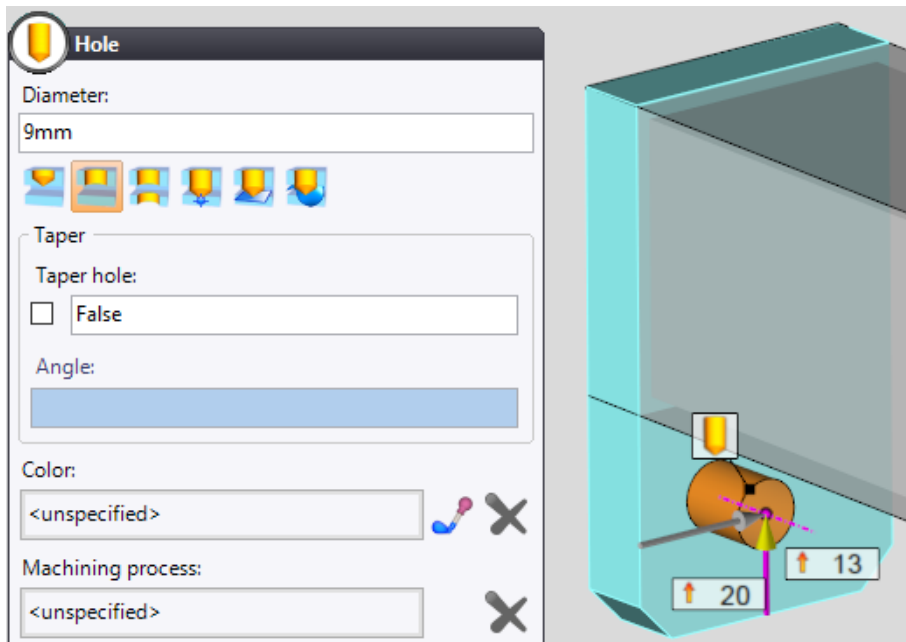 Hole
Diameter:
9mm
Taper
Taper hole:
False
Angle:
Color:
<unspecified>
Machining process:
<unspecified>
13
20